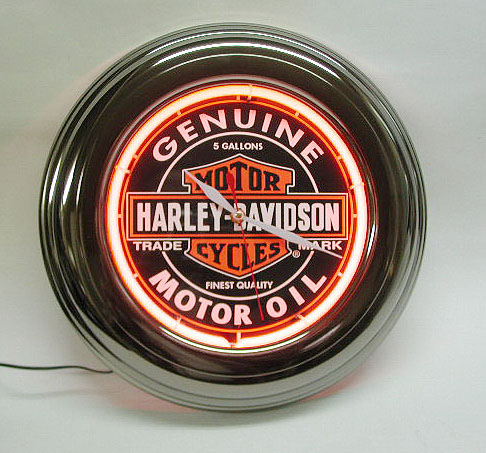 GENUINE
5 GALLONS
MOTOR
HARLEY-DAVIDSON
TRADE MARK
CYCLES®
FINEST QUALITY
MOTOR OIL